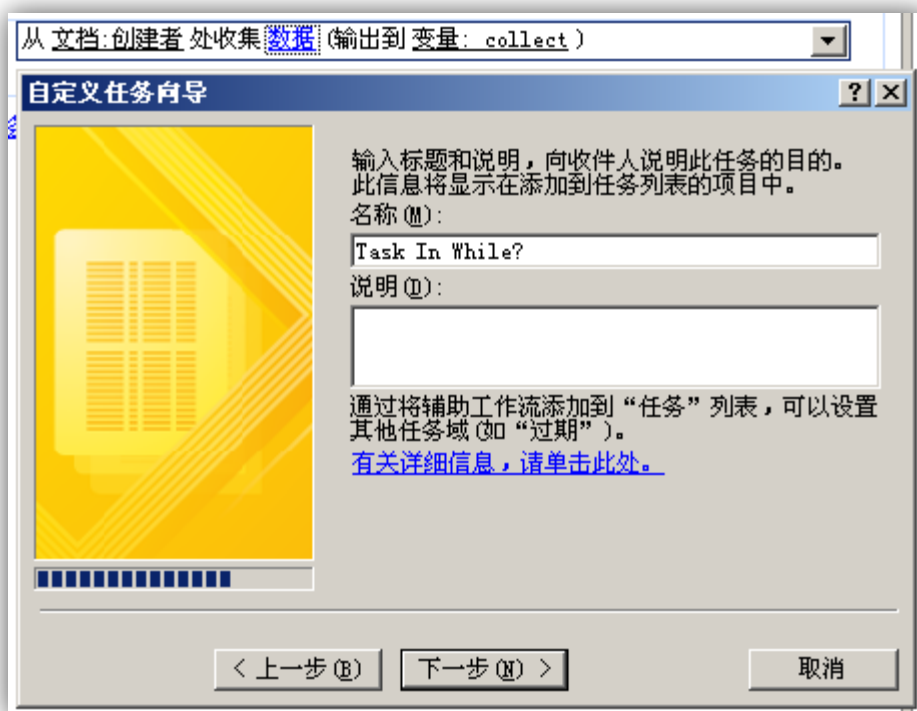 从 文档:创建者 处收集 数据 (输出到 变量: collect )
自定义任务向导
输入标题和说明，向收件人说明此任务的目的。
此信息将显示在添加到任务列表的项目中。
名称(M):
Task In While?
说明(D):
通过将辅助工作流添加到“任务”列表，可以设置
其他任务域(如“过期”)。
有关详细信息，请单击此处。
< 上一步(B)
下一步(N) >
取消